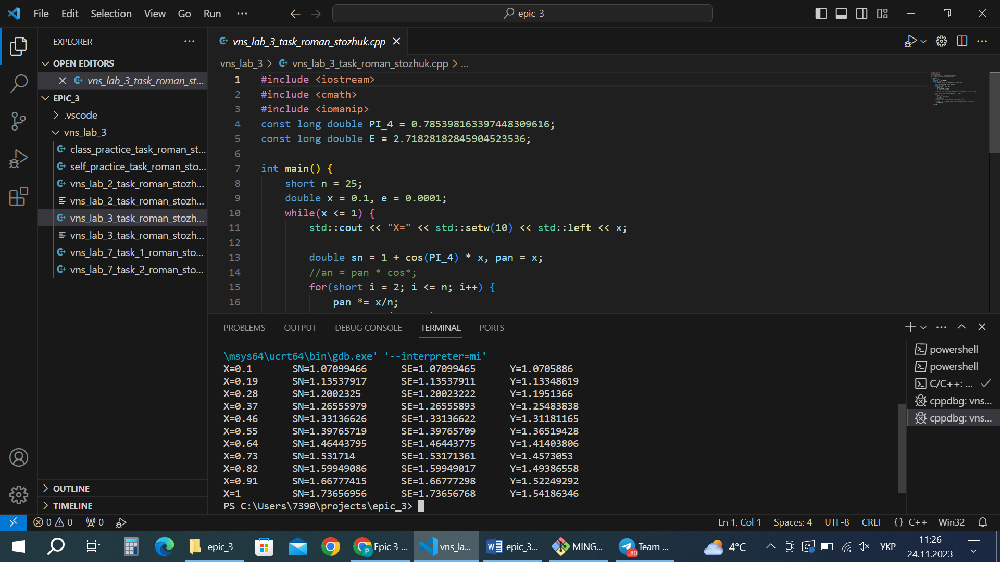 File Edit Selection View Go Run ... epic_3
EXPLORER ...
OPEN EDITORS
vns_lab_3_task_roman_st...
EPIC_3
.vscode
vns_lab_3
class_practice_task_roman_st...
self_practice_task_roman_sto...
vns_lab_2_task_roman_stozh...
vns_lab_2_task_roman_stozh...
vns_lab_3_task_roman_stozh...
vns_lab_3_task_roman_stozh...
vns_lab_7_task_1_roman_sto...
vns_lab_7_task_2_roman_sto...
OUTLINE
TIMELINE
vns_lab_3_task_roman_stozhuk.cpp
vns_lab_3 > vns_lab_3_task_roman_stozhuk.cpp > ...
1 #include <iostream>
2 #include <cmath>
3 #include <iomanip>
4 const long double PI_4 = 0.785398163397448309616;
5 const long double E = 2.71828182845904523536;
6
7 int main() {
8 short n = 25;
9 double x = 0.1, e = 0.0001;
10 while(x <= 1) {
11 std::cout << "X=" << std::setw(10) << std::left << x;
12
13 double sn = 1 + cos(PI_4) * x, pan = x;
14 //an = pan * cos*;
15 for(short i = 2; i <= n; i++) {
16 pan *= x/n;
PROBLEMS OUTPUT DEBUG CONSOLE TERMINAL PORTS
\msys64\ucrt64\bin\gdb.exe' '--interpreter=mi'
X=0.1 SN=1.07099466 SE=1.07099465 Y=1.0705886
X=0.19 SN=1.13537917 SE=1.13537911 Y=1.13348619
X=0.28 SN=1.2002325 SE=1.20023222 Y=1.1951366
X=0.37 SN=1.26555979 SE=1.26555893 Y=1.25483838
X=0.46 SN=1.33136626 SE=1.33136622 Y=1.31181165
X=0.55 SN=1.39765719 SE=1.39765709 Y=1.36519428
X=0.64 SN=1.46443795 SE=1.46443775 Y=1.41403806
X=0.73 SN=1.531714 SE=1.53171361 Y=1.4573053
X=0.82 SN=1.59949086 SE=1.59949017 Y=1.49386558
X=0.91 SN=1.66777415 SE=1.66777298 Y=1.52249292
X=1 SN=1.73656956 SE=1.73656768 Y=1.54186346
PS C:\Users\7390\projects\epic_3>
powershell
powershell
C/C++: ...
cppdbg: vns...
cppdbg: vns...
0 0 0 Ln 1, Col 1 Spaces: 4 UTF-8 CRLF {} C++ Win32
epic_3 Epic 3 ... vns_la... epic_3... MING... Team ... 4°C УКР 11:26
24.11.2023
P
..80